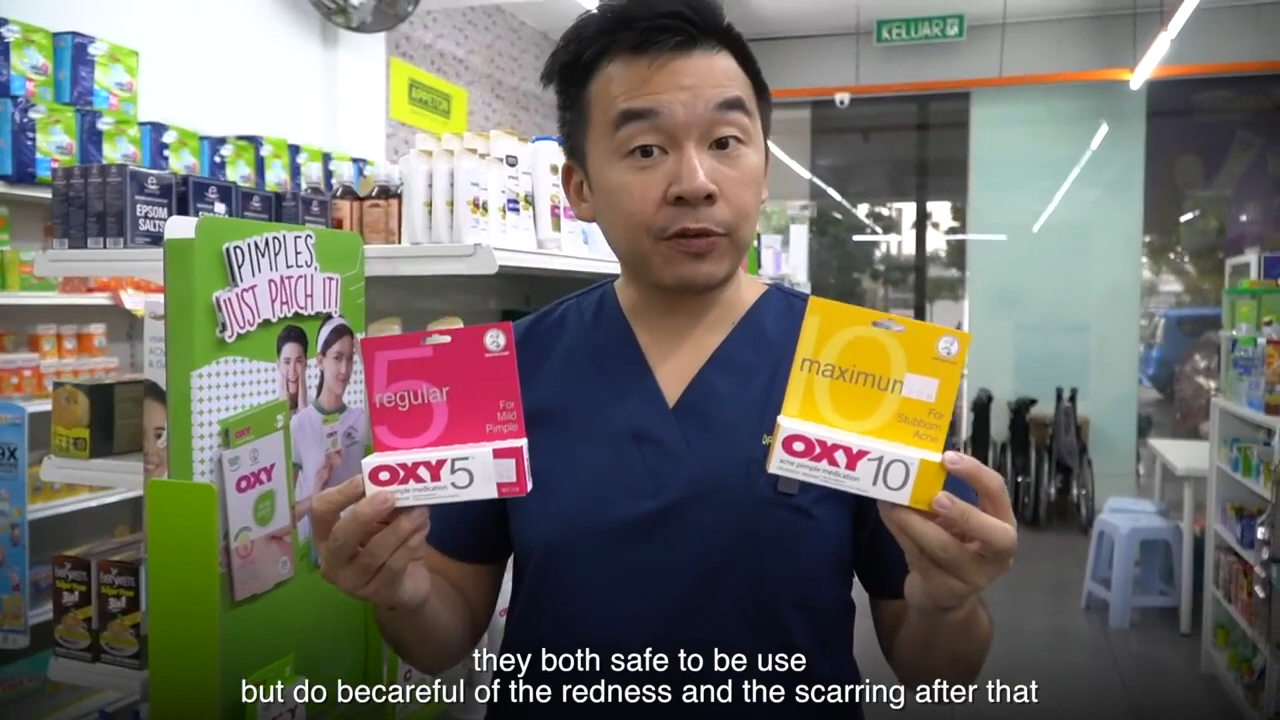 KELUAR
APPETON
EPSOM
SALTS
PIMPLES,
JUST PATCH IT!
OXY
5
regular
For
Mild
Pimple
OXY5
pimple medication
10
maximum
For
Stubborn
Acne
OXY10
acne pimple medication
they both safe to be use
but do becareful of the redness and the scarring after that